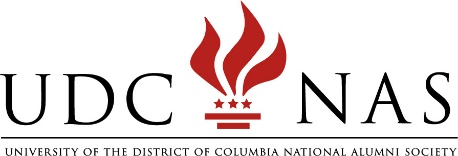 UDC NAS
UNIVERSITY OF THE DISTRICT OF COLUMBIA NATIONAL ALUMNI SOCIETY